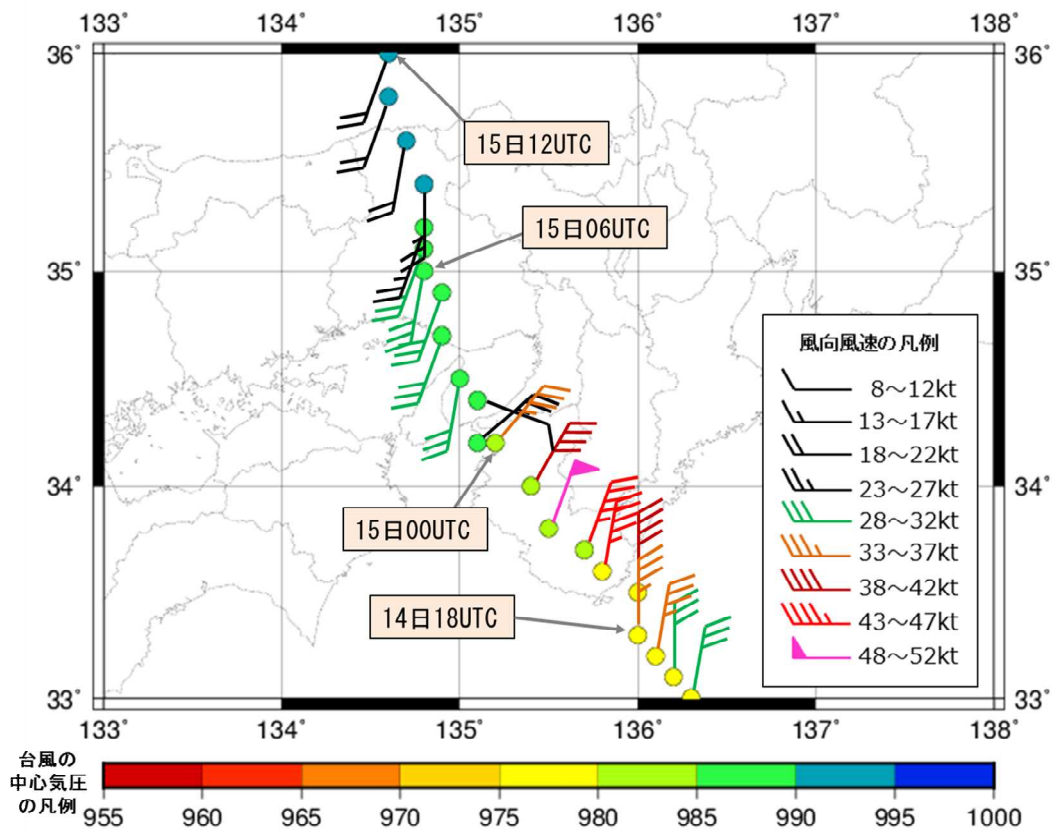 133° 134° 135° 136° 137° 138°
36° 36°
15日12UTC
15日06UTC
35° 35°
風向風速の凡例
8～12kt
13～17kt
18～22kt
23～27kt
28～32kt
33～37kt
38～42kt
43～47kt
48～52kt
34° 34°
15日00UTC
14日18UTC
33° 33°
133° 134° 135° 136° 137° 138°
台風の
中心気圧
の凡例
955 960 965 970 975 980 985 990 995 1000